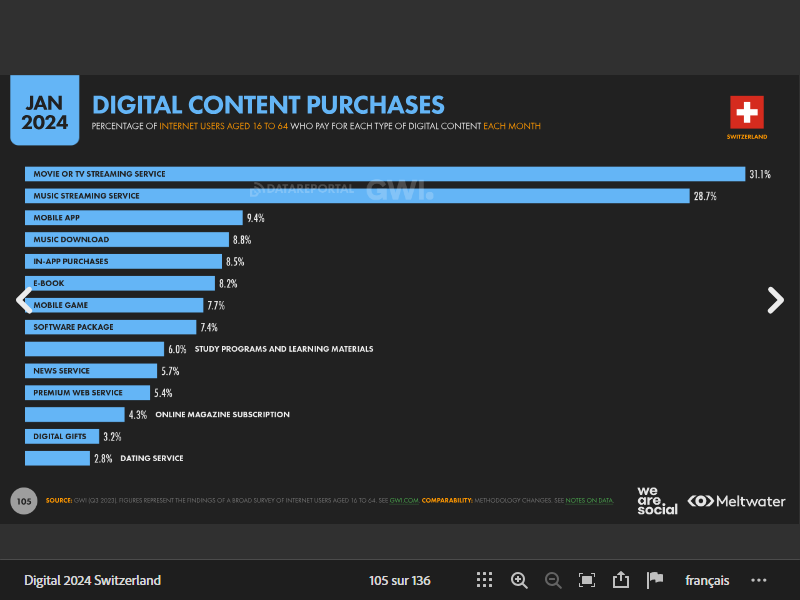 JAN
2024
DIGITAL CONTENT PURCHASES
PERCENTAGE OF INTERNET USERS AGED 16 TO 64 WHO PAY FOR EACH TYPE OF DIGITAL CONTENT EACH MONTH
SWITZERLAND
MOVIE OR TV STREAMING SERVICE 31.1%
DATAREPORTAL GWI.
MUSIC STREAMING SERVICE 28.7%
MOBILE APP 9.4%
MUSIC DOWNLOAD 8.8%
IN-APP PURCHASES 8.5%
E-BOOK 8.2%
MOBILE GAME 7.7%
SOFTWARE PACKAGE 7.4%
6.0% STUDY PROGRAMS AND LEARNING MATERIALS
NEWS SERVICE 5.7%
PREMIUM WEB SERVICE 5.4%
4.3% ONLINE MAGAZINE SUBSCRIPTION
DIGITAL GIFTS 3.2%
2.8% DATING SERVICE
105
SOURCE: GWI (Q3 2023). FIGURES REPRESENT THE FINDINGS OF A BROAD SURVEY OF INTERNET USERS AGED 16 TO 64. SEE GWI.COM. COMPARABILITY: METHODOLOGY CHANGES. SEE NOTES ON DATA.
we
are
social
Meltwater
Digital 2024 Switzerland
105 sur 136
français